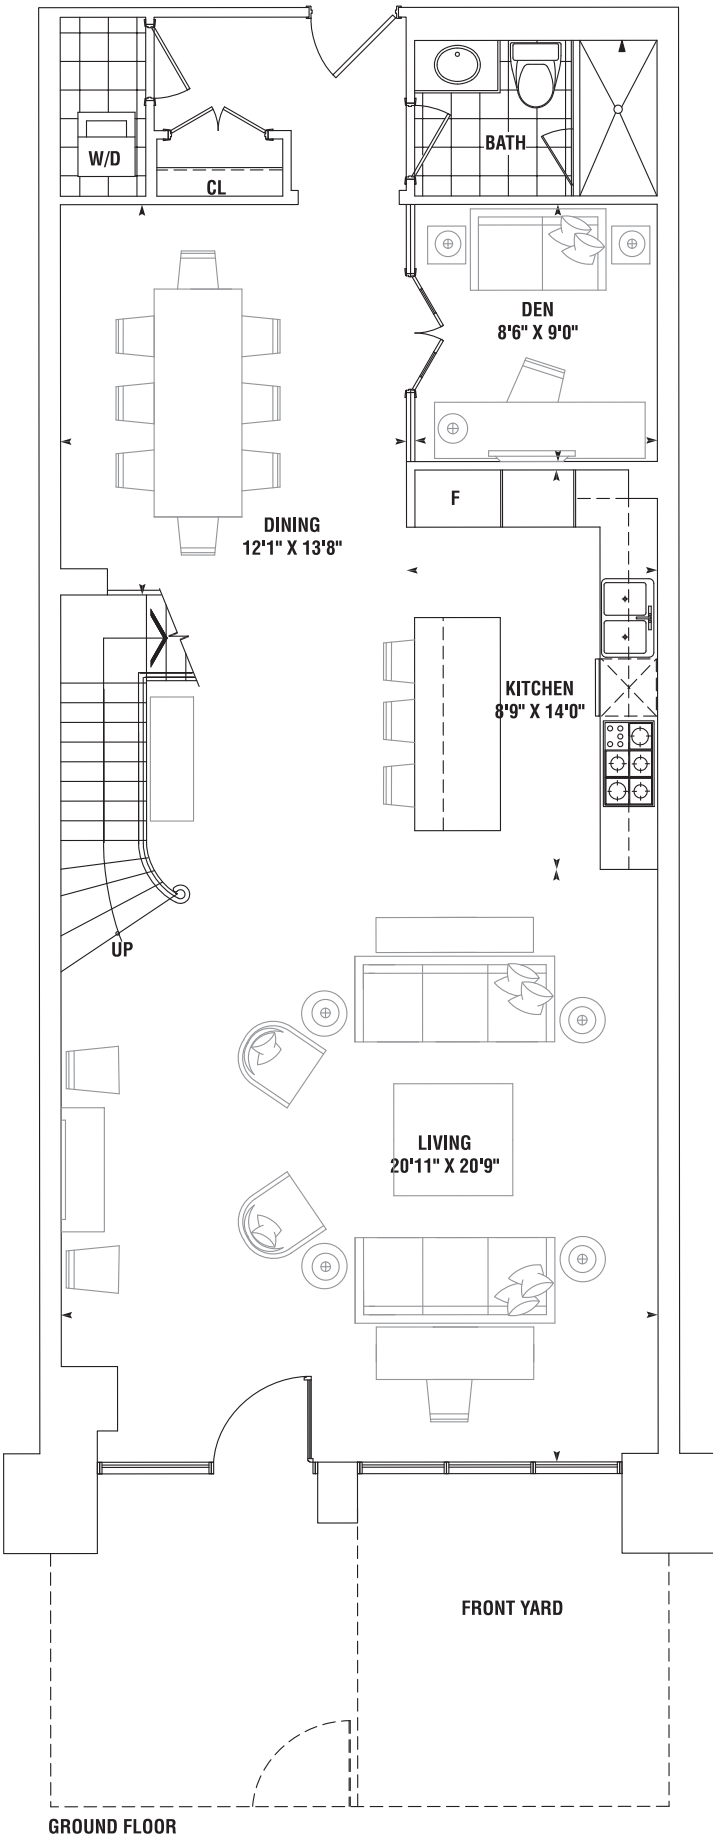 W/D
CL
BATH
DEN
8'6" X 9'0"
F
DINING
12'1" X 13'8"
KITCHEN
8'9" X 14'0"
UP
LIVING
20'11" X 20'9"
FRONT YARD
GROUND FLOOR